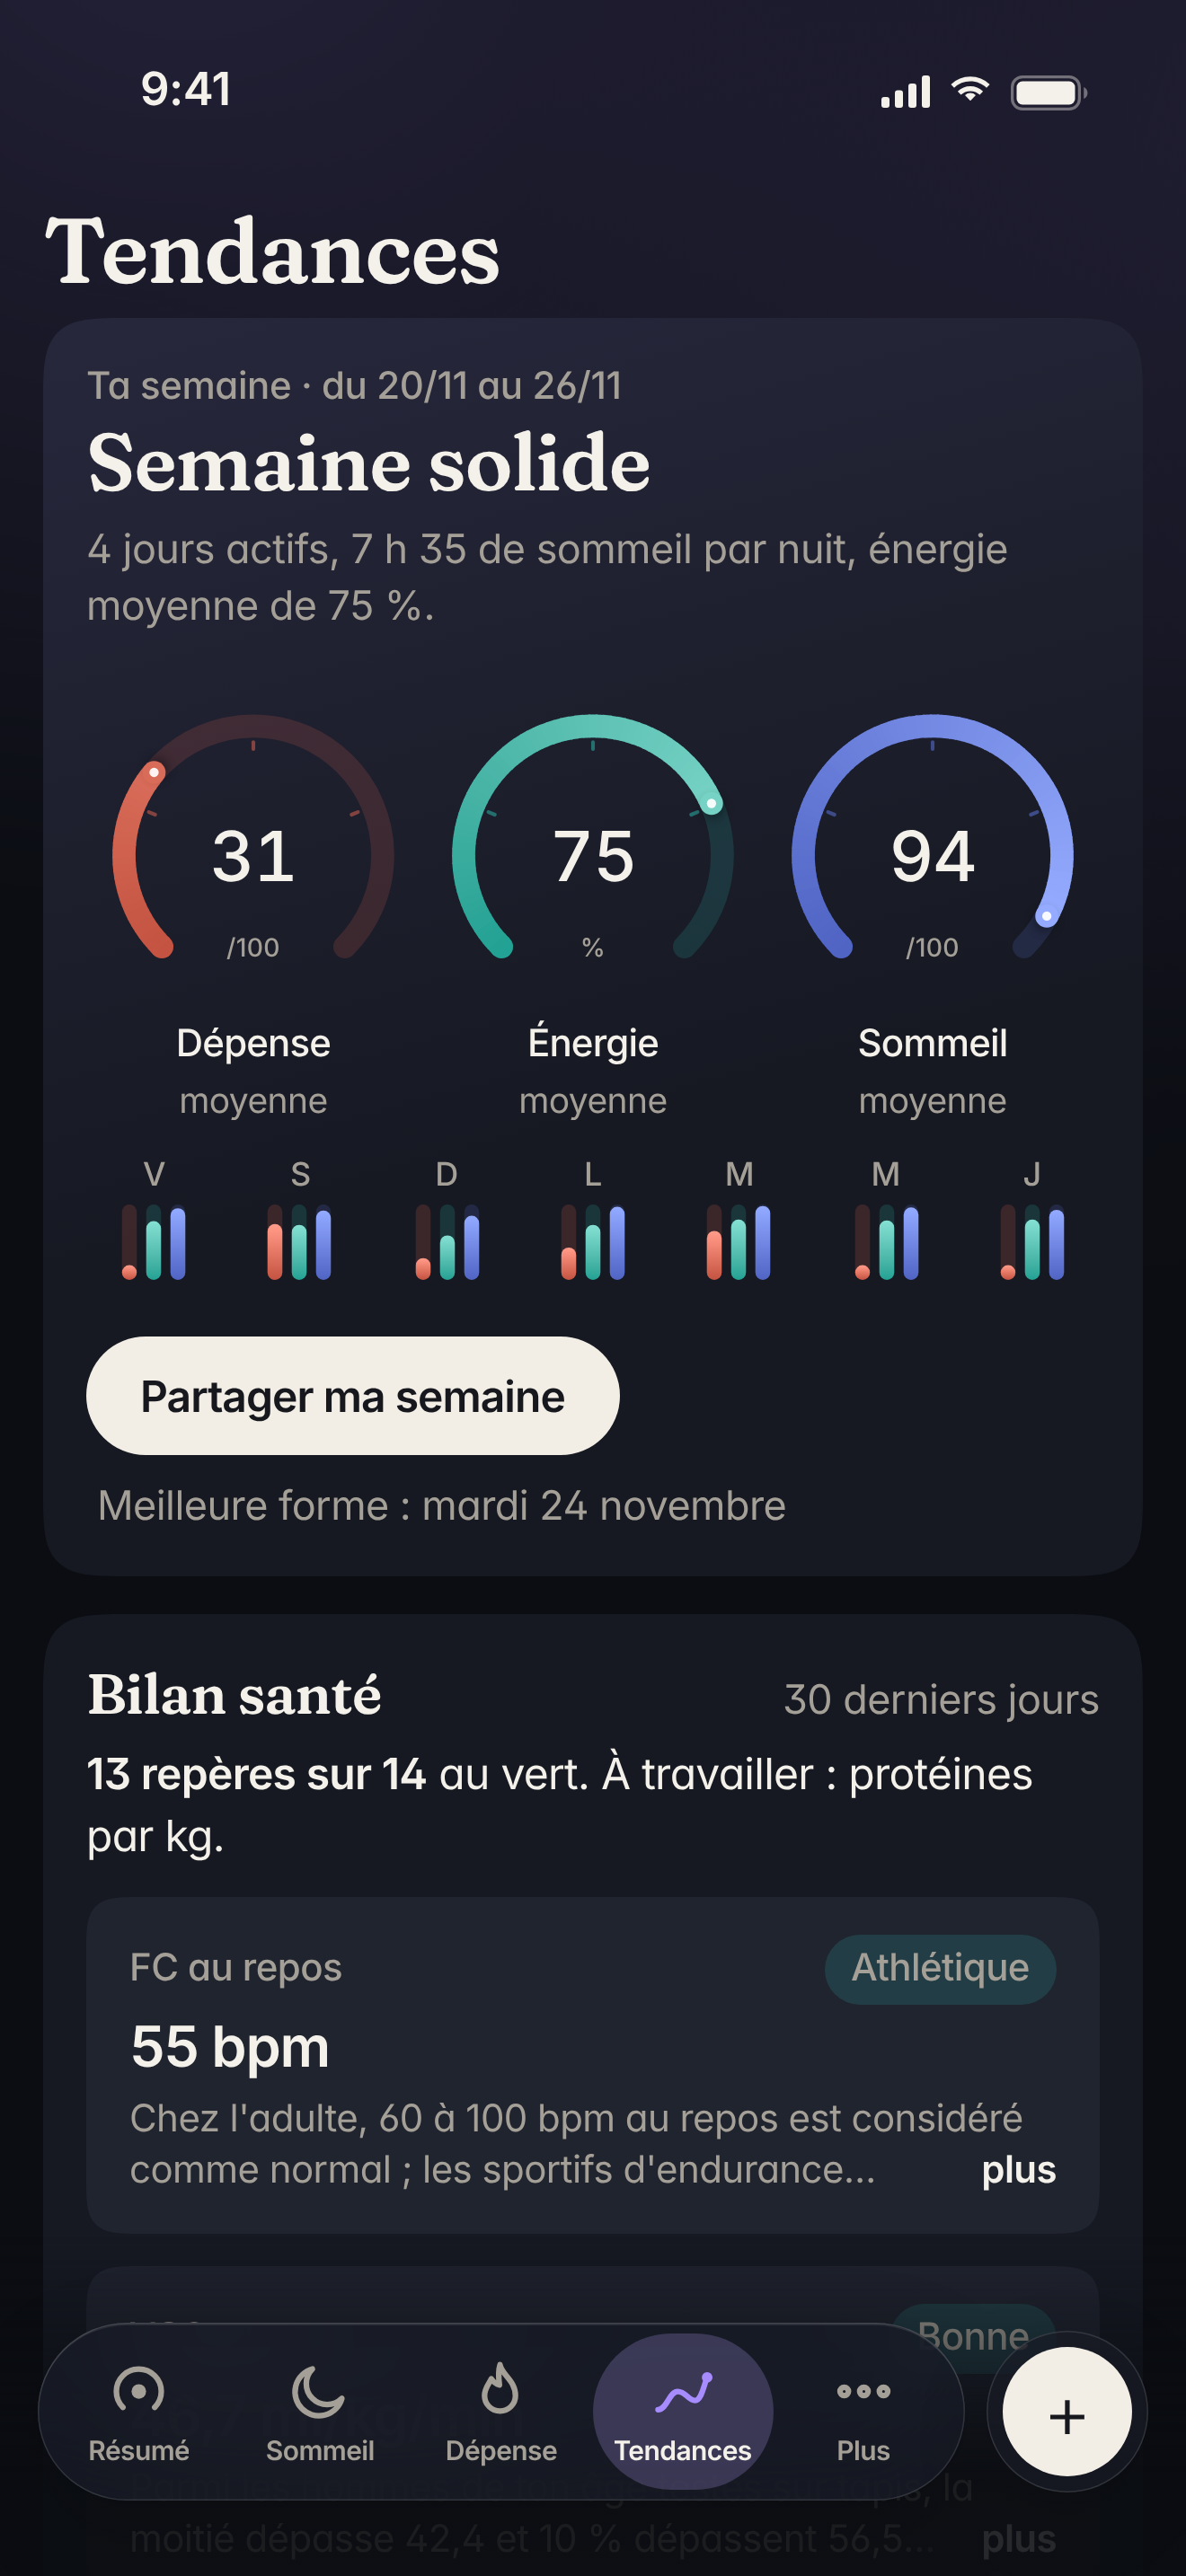 9:41
Tendances
Ta semaine · du 20/11 au 26/11
Semaine solide
4 jours actifs, 7 h 35 de sommeil par nuit, énergie
moyenne de 75 %.
31
/100
75
%
94
/100
Dépense
moyenne
Énergie
moyenne
Sommeil
moyenne
V S D L M M J
Partager ma semaine
Meilleure forme : mardi 24 novembre
Bilan santé
30 derniers jours
13 repères sur 14 au vert. À travailler : protéines
par kg.
FC au repos
Athlétique
55 bpm
Chez l'adulte, 60 à 100 bpm au repos est considéré
comme normal ; les sportifs d'endurance... plus
Bonne
Résumé
Sommeil
Dépense
Tendances
Plus
+
la
moitié dépasse 42,4 et 10 % dépassent 56,5... plus